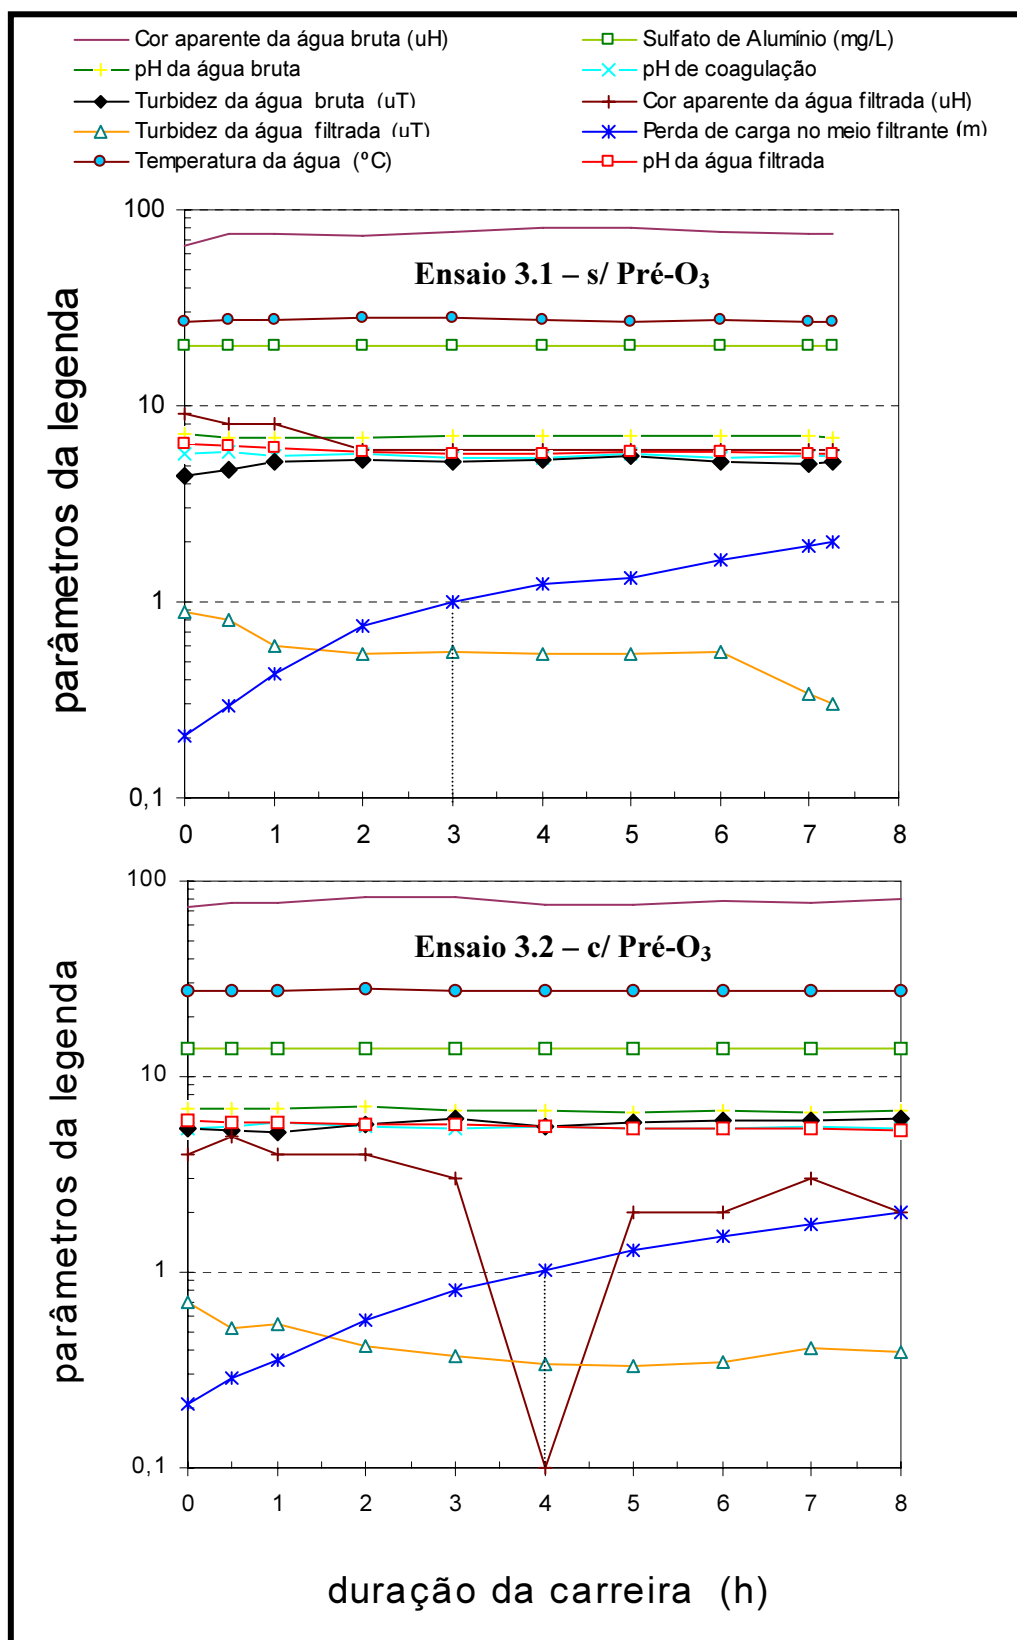 Cor aparente da água bruta (uH)
Sulfato de Alumínio (mg/L)
pH da água bruta
pH de coagulação
Turbidez da água bruta (uT)
Cor aparente da água filtrada (uH)
Turbidez da água filtrada (uT)
Perda de carga no meio filtrante (m)
Temperatura da água (ºC)
pH da água filtrada
parâmetros da legenda
100
10
1
0,1
Ensaio 3.1 – s/ Pré-O₃
0 1 2 3 4 5 6 7 8
parâmetros da legenda
100
10
1
0,1
Ensaio 3.2 – c/ Pré-O₃
0 1 2 3 4 5 6 7 8
duração da carreira (h)